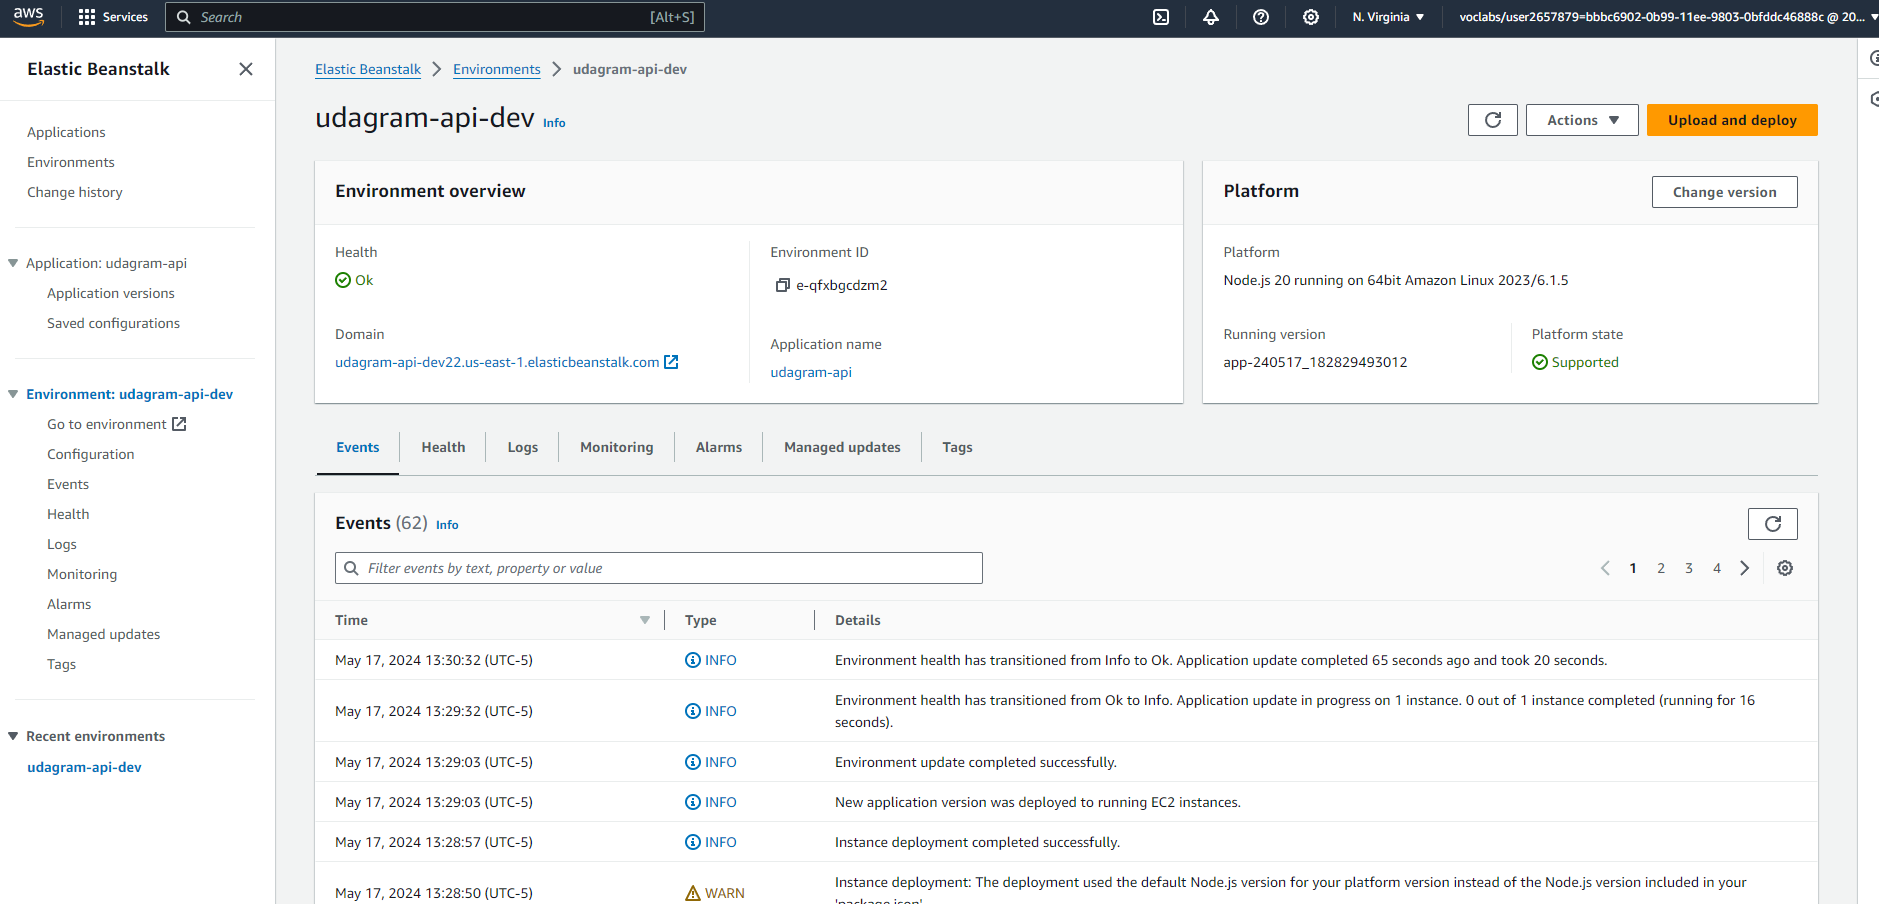 aws
Services
Search
[Alt+S]
N. Virginia
voclabs/user2657879=bbbc6902-0b99-11ee-9803-0bfddc46888c @ 20...
Elastic Beanstalk
Applications
Environments
Change history
Application: udagram-api
Application versions
Saved configurations
Environment: udagram-api-dev
Go to environment
Configuration
Events
Health
Logs
Monitoring
Alarms
Managed updates
Tags
Recent environments
udagram-api-dev
Elastic Beanstalk
Environments
udagram-api-dev
udagram-api-dev Info
Actions
Upload and deploy
Environment overview
Health
Ok
Domain
udagram-api-dev22.us-east-1.elasticbeanstalk.com
Environment ID
e-qfxbgcdzm2
Application name
udagram-api
Platform
Change version
Platform
Node.js 20 running on 64bit Amazon Linux 2023/6.1.5
Running version
app-240517_182829493012
Platform state
Supported
Events
Health
Logs
Monitoring
Alarms
Managed updates
Tags
Events (62) Info
Filter events by text, property or value
1 2 3 4
Time Type Details
May 17, 2024 13:30:32 (UTC-5) INFO Environment health has transitioned from Info to Ok. Application update completed 65 seconds ago and took 20 seconds.
May 17, 2024 13:29:32 (UTC-5) INFO Environment health has transitioned from Ok to Info. Application update in progress on 1 instance. 0 out of 1 instance completed (running for 16
seconds).
May 17, 2024 13:29:03 (UTC-5) INFO Environment update completed successfully.
May 17, 2024 13:29:03 (UTC-5) INFO New application version was deployed to running EC2 instances.
May 17, 2024 13:28:57 (UTC-5) INFO Instance deployment completed successfully.
May 17, 2024 13:28:50 (UTC-5) WARN Instance deployment: The deployment used the default Node.js version for your platform version instead of the Node.js version included in your
'package.json'.